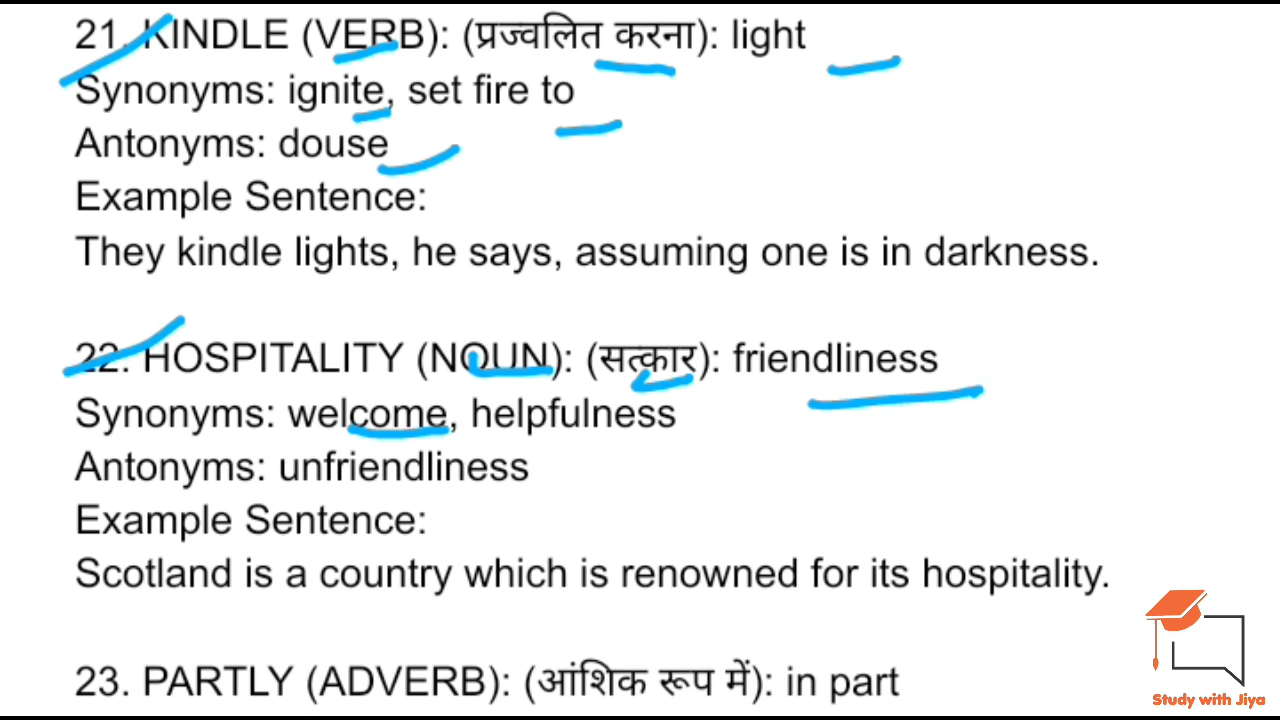 21. KINDLE (VERB): (प्रज्वलित करना): light
Synonyms: ignite, set fire to
Antonyms: douse
Example Sentence:
They kindle lights, he says, assuming one is in darkness.
22. HOSPITALITY (NOUN): (सत्कार): friendliness
Synonyms: welcome, helpfulness
Antonyms: unfriendliness
Example Sentence:
Scotland is a country which is renowned for its hospitality.
23. PARTLY (ADVERB): (आंशिक रूप में): in part
Study with Jiya